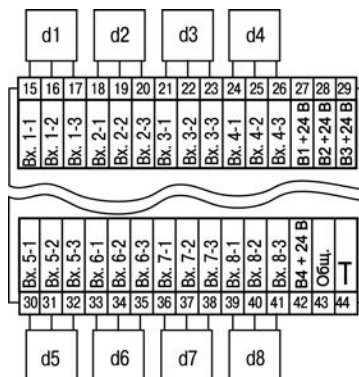 d1 d2 d3 d4
15 16 17 18 19 20 21 22 23 24 25 26 27 28 29
Вх. 1-1 Вх. 1-2 Вх. 1-3 Вх. 2-1 Вх. 2-2 Вх. 2-3 Вх. 3-1 Вх. 3-2 Вх. 3-3 Вх. 4-1 Вх. 4-2 Вх. 4-3 В1 +24 В В2 +24 В В3 +24 В
Вх. 5-1 Вх. 5-2 Вх. 5-3 Вх. 6-1 Вх. 6-2 Вх. 6-3 Вх. 7-1 Вх. 7-2 Вх. 7-3 Вх. 8-1 Вх. 8-2 Вх. 8-3 В4 + 24 В Общ. Т
30 31 32 33 34 35 36 37 38 39 40 41 42 43 44
d5 d6 d7 d8